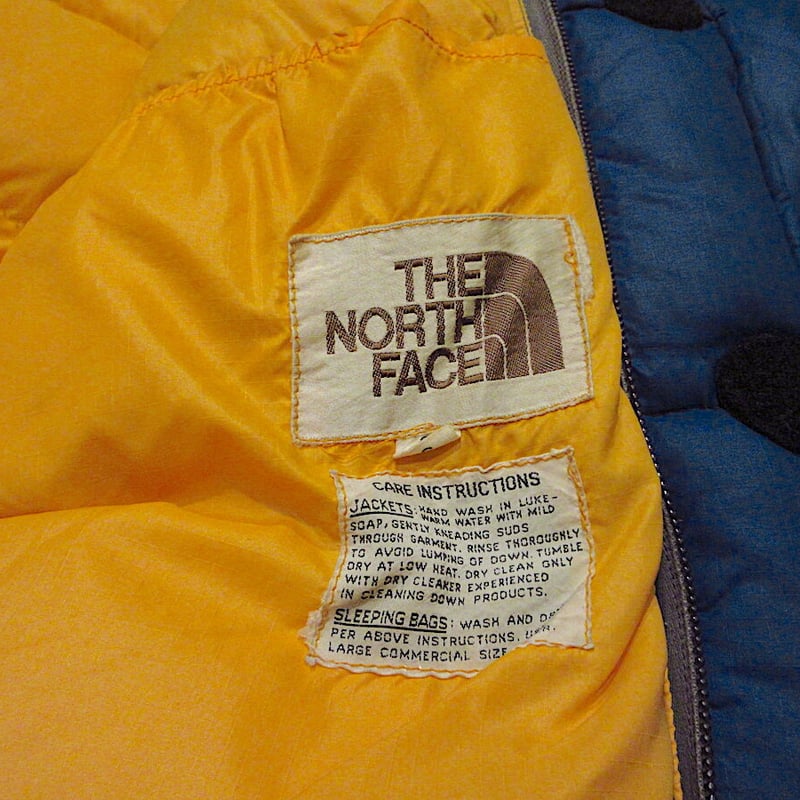 THE
NORTH
FACE
CARE INSTRUCTIONS
JACKETS: HAND WASH IN LUKE-
WARM WATER WITH MILD
SOAP, GENTLY KNEADING SUDS
THROUGH GARMENT. RINSE THOROUGHLY
TO AVOID LUMPING OF DOWN. TUMBLE
DRY AT LOW HEAT. DRY CLEAN ONLY
WITH DRY CLEANER EXPERIENCED
IN CLEANING DOWN PRODUCTS.
SLEEPING BAGS: WASH AND
PER ABOVE INSTRUCTIONS.
LARGE COMMERCIAL SIZE